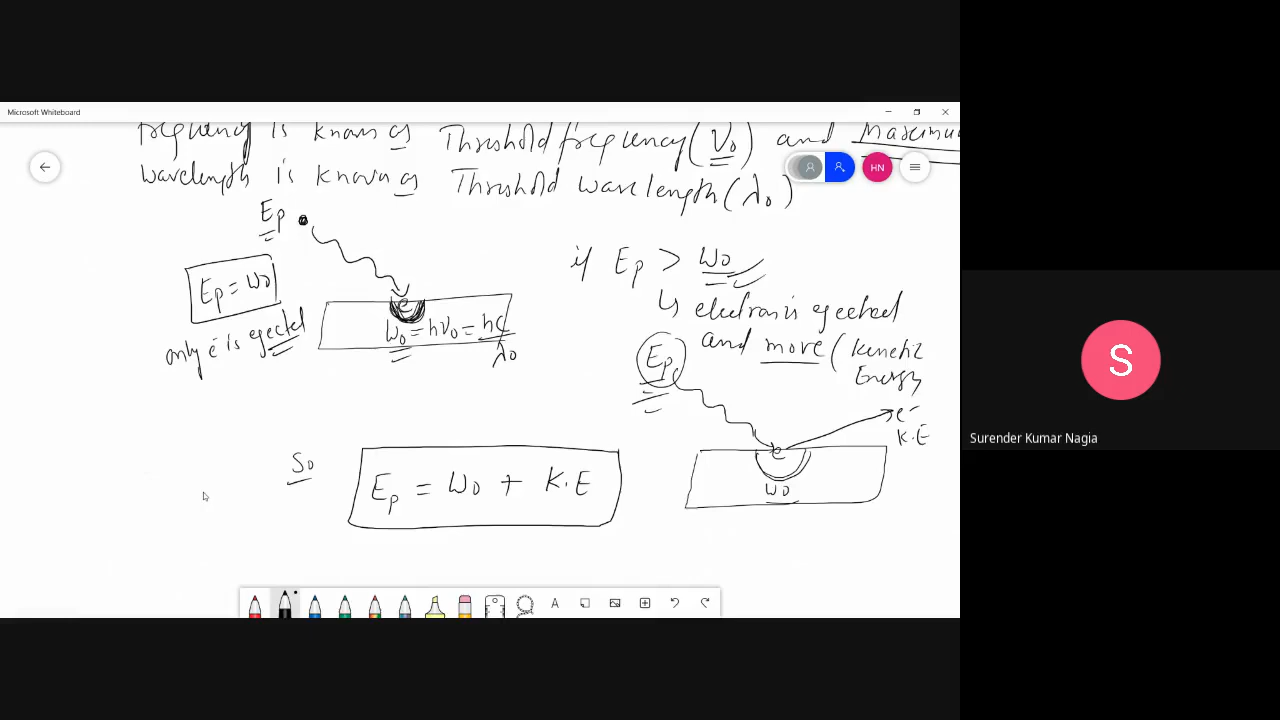 Microsoft Whiteboard
frequency is known as Threshold frequency (ν₀) and Maximum
wavelength is known as Threshold wavelength (λ₀)
HN
Ep
if Ep > W₀
Ep = W₀
↳ electron is ejected
only e⁻ is ejected
W₀ = hν₀ = hc/λ₀
and move (Kinetic
Energy
Ep
e⁻
K.E
e⁻
e⁻
W₀
So Ep = W₀ + K.E
S
Surender Kumar Nagia
A